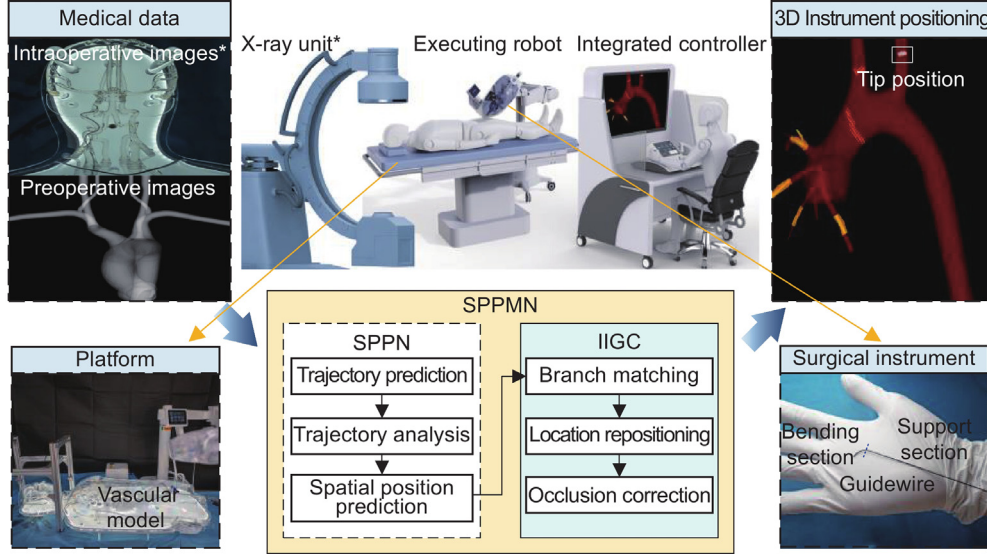 Medical data
Intraoperative images*
Preoperative images
X-ray unit*
Executing robot
Integrated controller
3D Instrument positioning
Tip position
SPPMN
SPPN
Trajectory prediction
Trajectory analysis
Spatial position
prediction
IIGC
Branch matching
Location repositioning
Occlusion correction
Platform
Vascular
model
Surgical instrument
Bending
section
Support
section
Guidewire